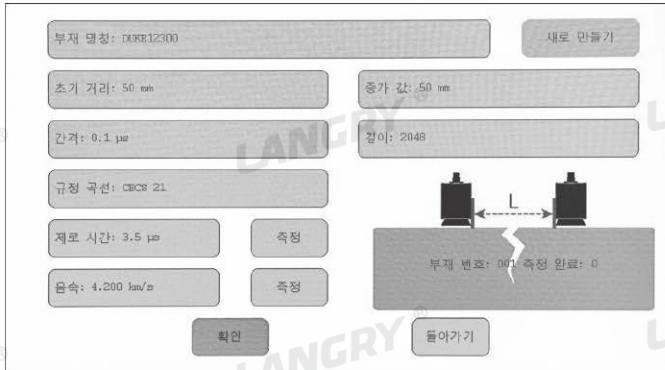 부재 명칭: DUKE12300
새로 만들기
초기 거리: 50 mm
증가 값: 50 mm
간격: 0.1 µs
길이: 2048
규정 곡선: CECS 21
제로 시간: 3.5 µs
측정
음속: 4.200 km/s
측정
L
부재 번호: 001 측정 완료: 0
확인
돌아가기
LANGRY ®
LANGRY ®